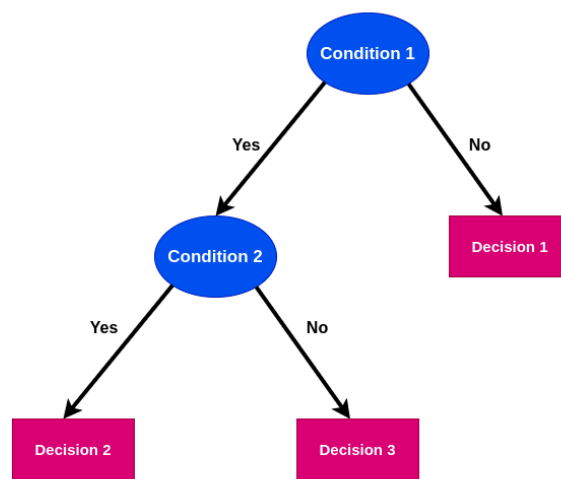 Condition 1
Yes
No
Condition 2
Decision 1
Yes
No
Decision 2
Decision 3